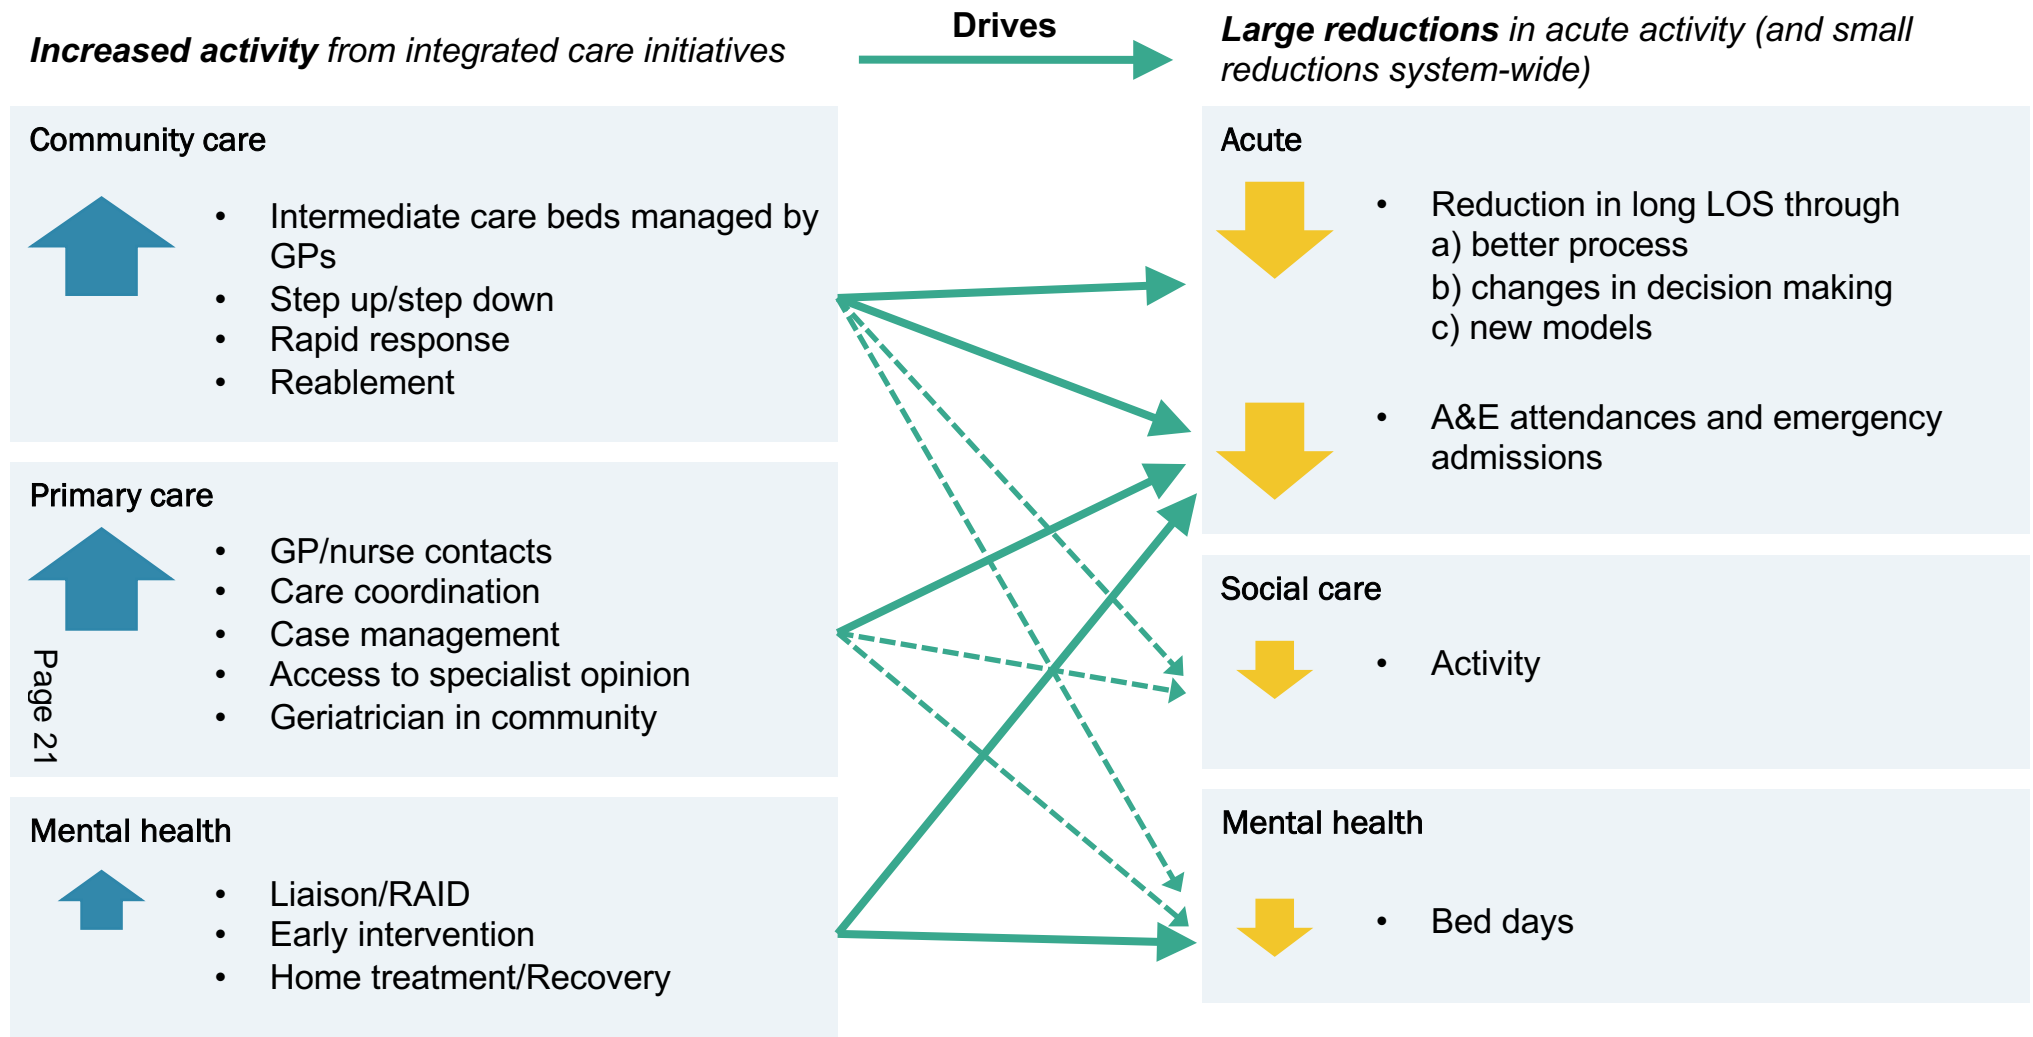 Increased activity from integrated care initiatives
Drives
Large reductions in acute activity (and small
reductions system-wide)
Community care
• Intermediate care beds managed by
GPs
• Step up/step down
• Rapid response
• Reablement
Primary care
• GP/nurse contacts
• Care coordination
• Case management
• Access to specialist opinion
• Geriatrician in community
Page 21
Mental health
• Liaison/RAID
• Early intervention
• Home treatment/Recovery
Acute
• Reduction in long LOS through
a) better process
b) changes in decision making
c) new models
• A&E attendances and emergency
admissions
Social care
• Activity
Mental health
• Bed days